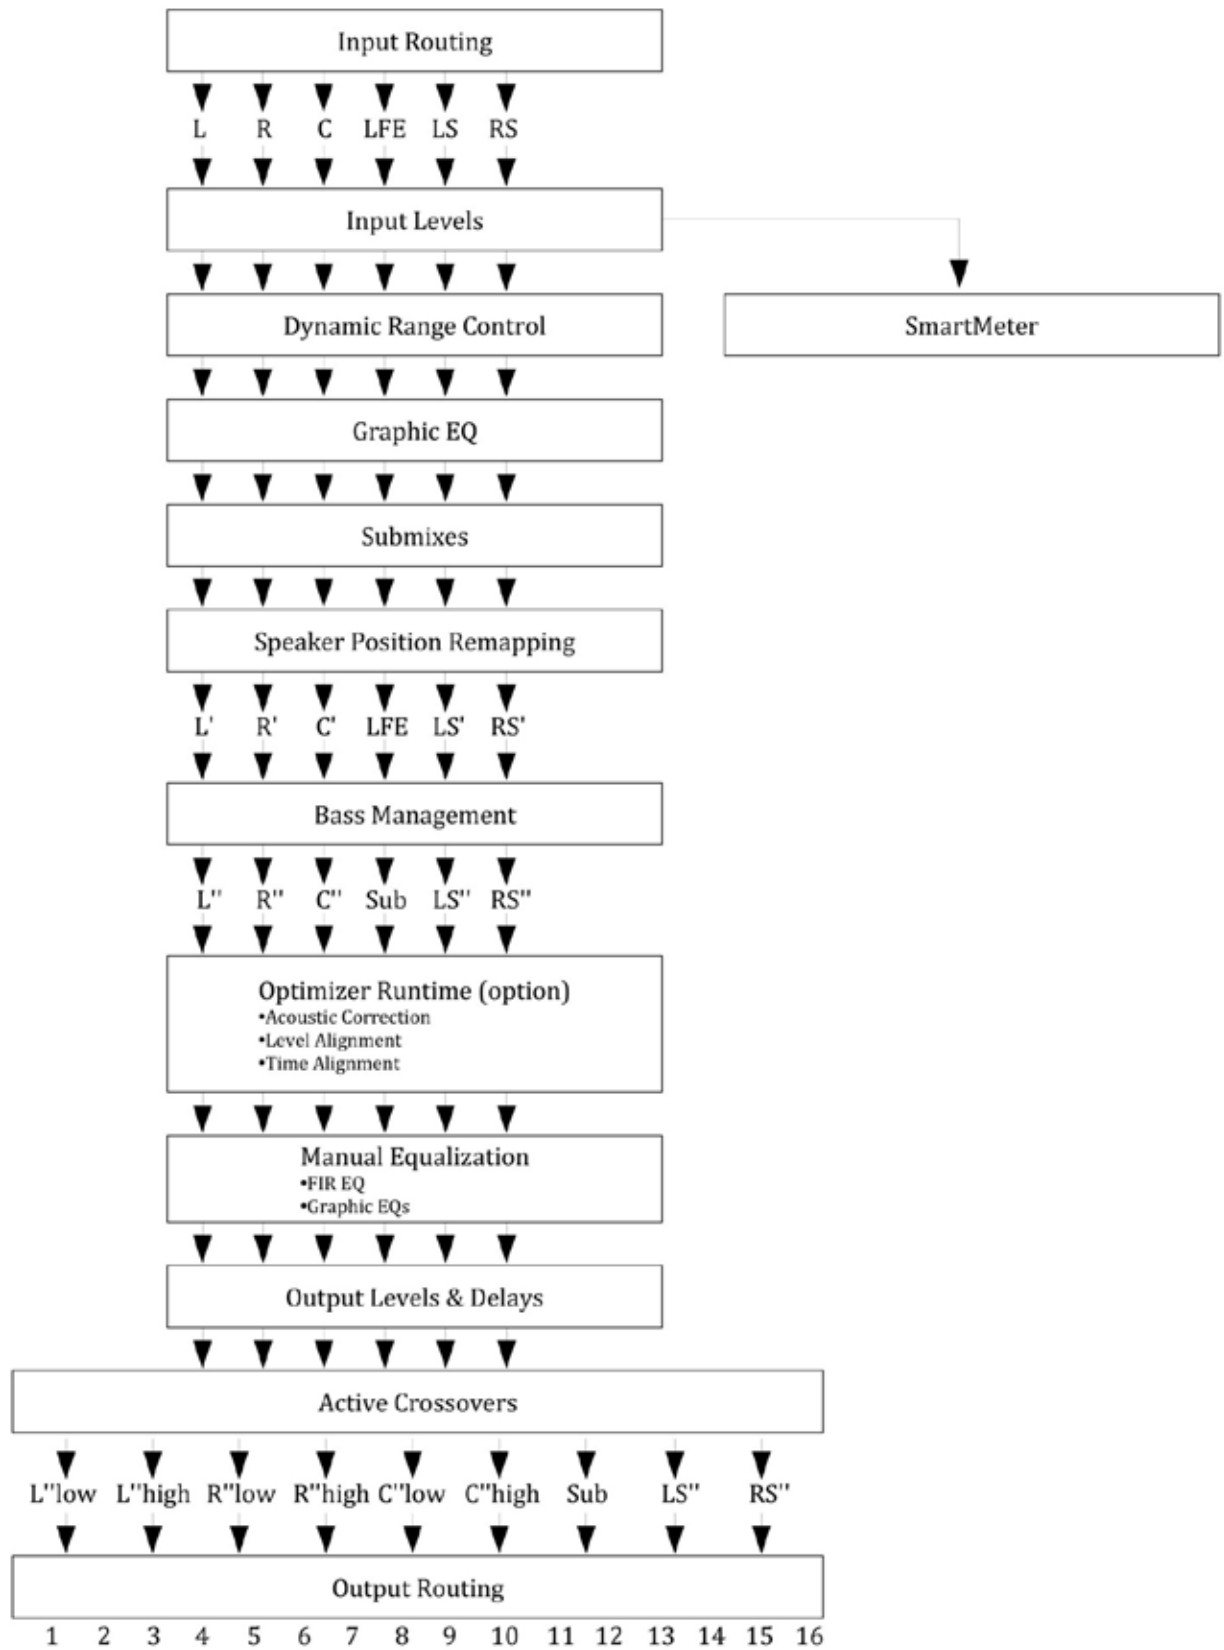 Input Routing
L R C LFE LS RS
Input Levels
Dynamic Range Control
SmartMeter
Graphic EQ
Submixes
Speaker Position Remapping
L' R' C' LFE LS' RS'
Bass Management
L'' R'' C'' Sub LS'' RS''
Optimizer Runtime (option)
•Acoustic Correction
•Level Alignment
•Time Alignment
Manual Equalization
•FIR EQ
•Graphic EQs
Output Levels & Delays
Active Crossovers
L''low L''high R''low R''high C''low C''high Sub LS'' RS''
Output Routing
1 2 3 4 5 6 7 8 9 10 11 12 13 14 15 16